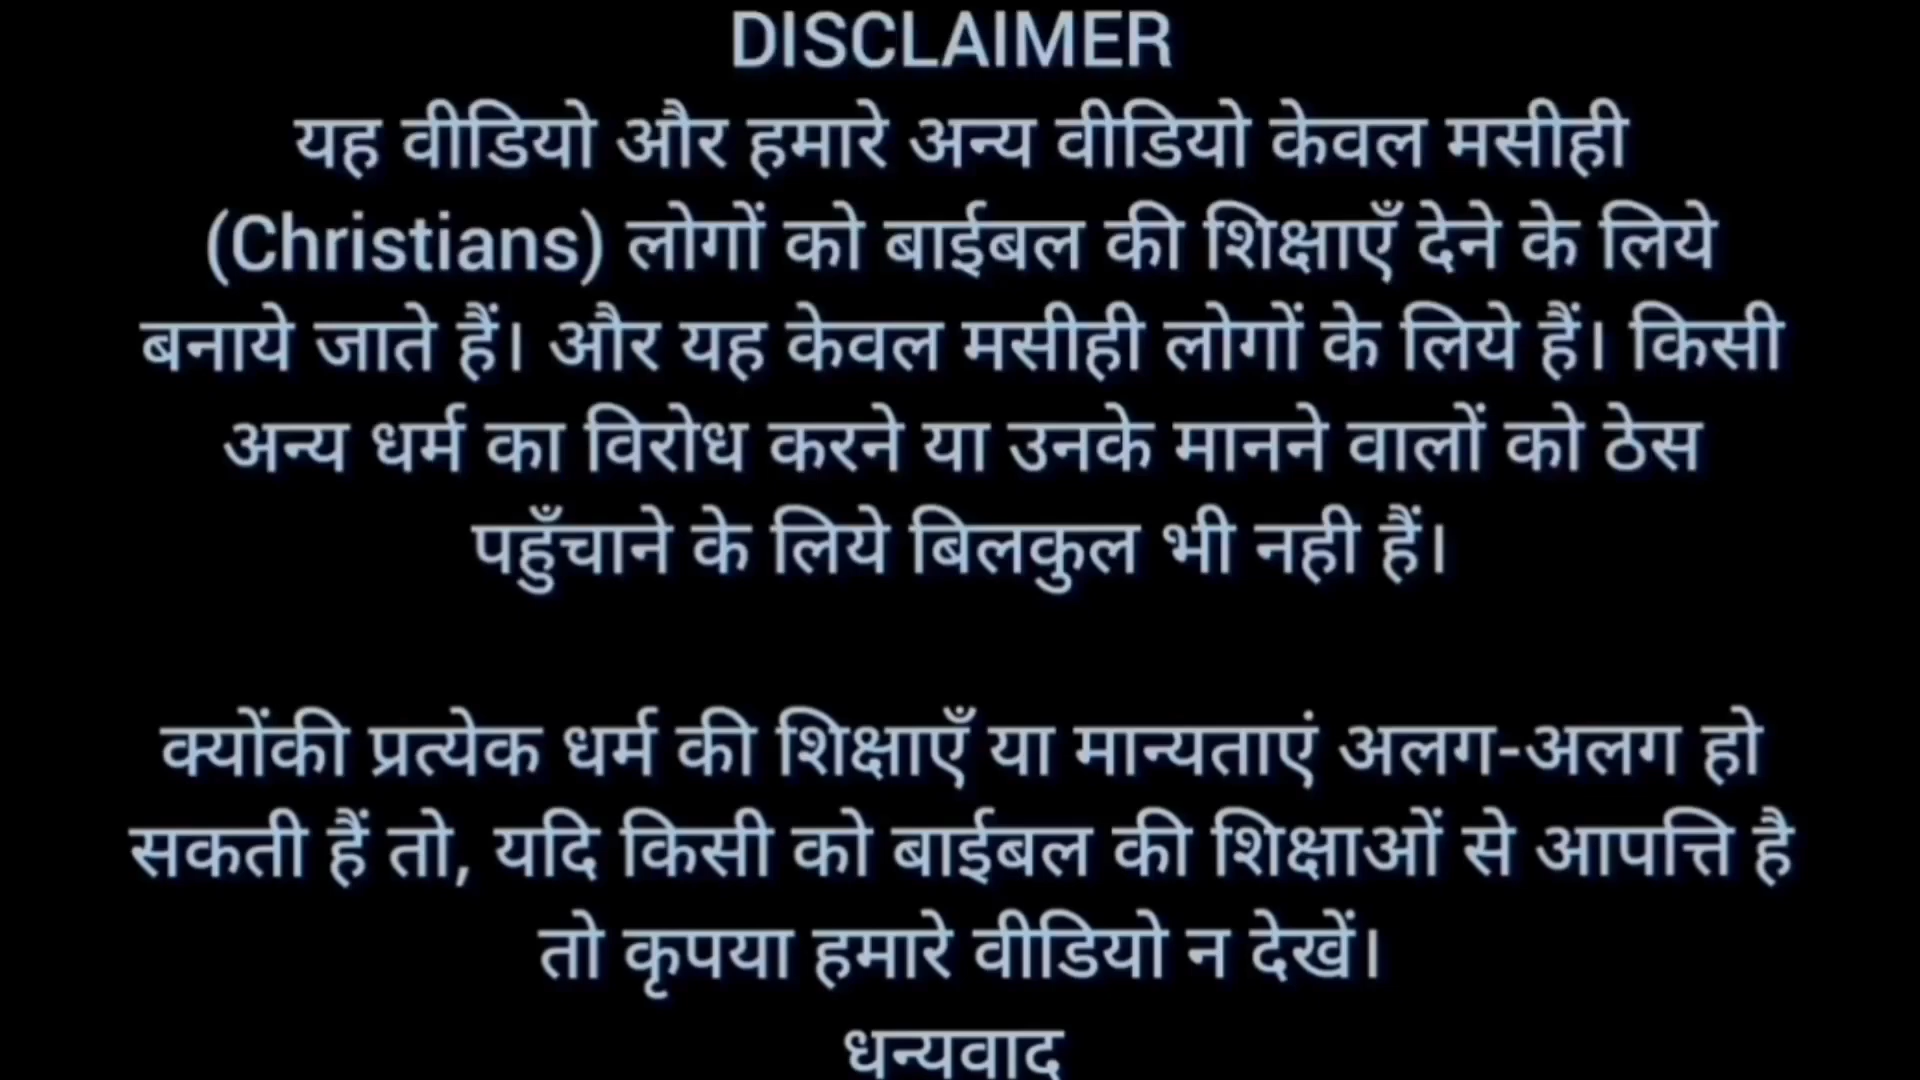 DISCLAIMER
यह वीडियो और हमारे अन्य वीडियो केवल मसीही
(Christians) लोगों को बाईबल की शिक्षाएँ देने के लिये
बनाये जाते हैं। और यह केवल मसीही लोगों के लिये हैं। किसी
अन्य धर्म का विरोध करने या उनके मानने वालों को ठेस
पहुँचाने के लिये बिलकुल भी नही हैं।
क्योंकी प्रत्येक धर्म की शिक्षाएँ या मान्यताएं अलग-अलग हो
सकती हैं तो, यदि किसी को बाईबल की शिक्षाओं से आपत्ति है
तो कृपया हमारे वीडियो न देखें।
धन्यवाद